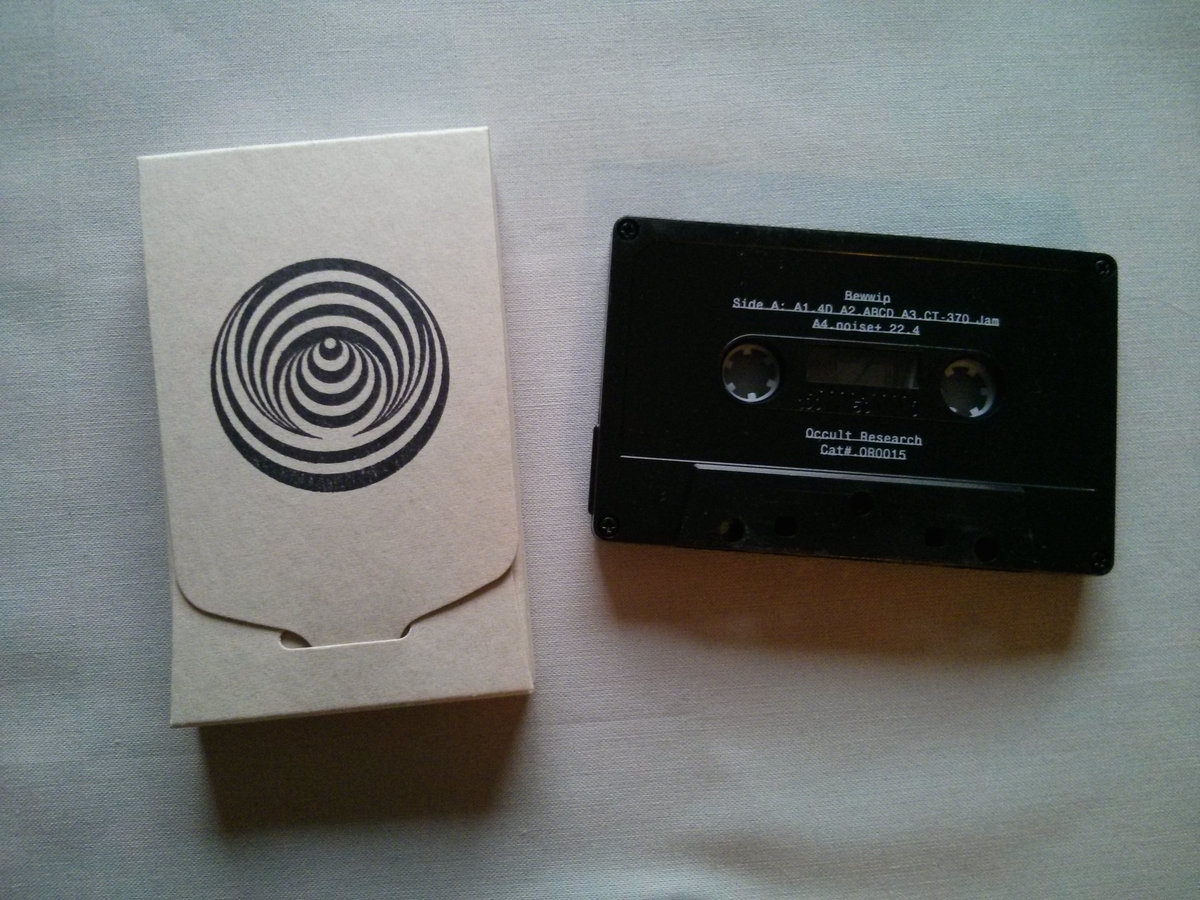 Bewwip
Side A: A1.4D A2.ABCD A3.CT-370 Jam
A4.noise+ 22.4
Occult Research
Cat#.OR0015